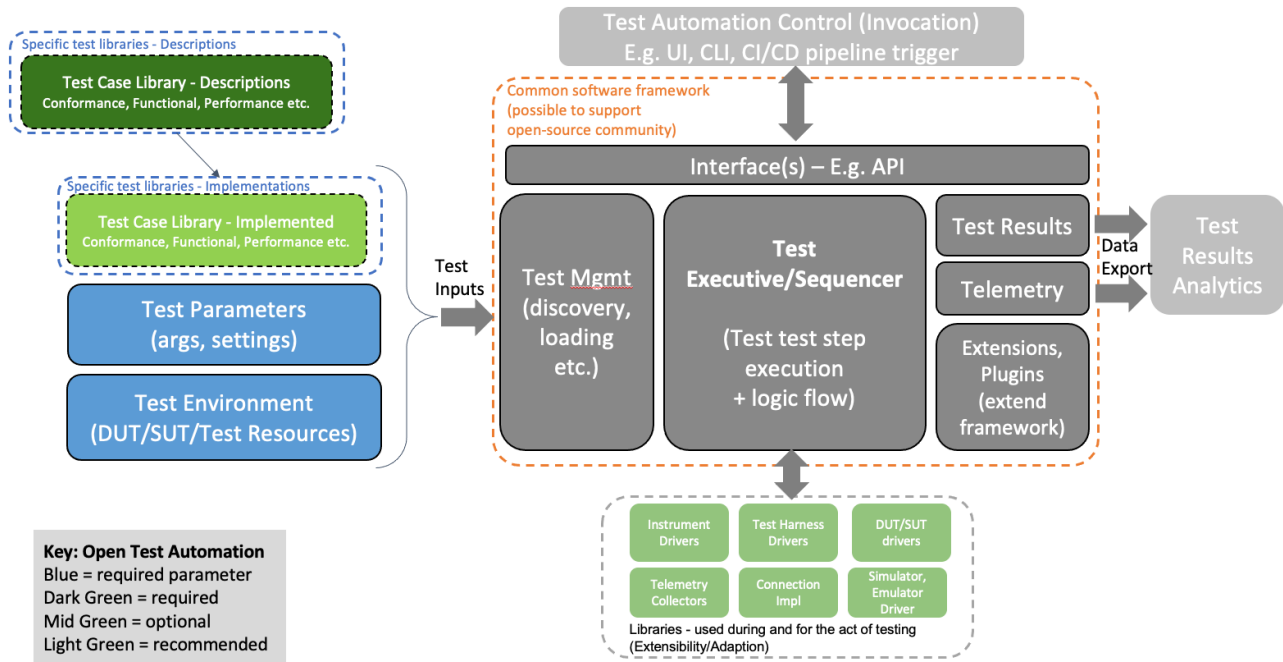 Test Automation Control (Invocation)
E.g. UI, CLI, CI/CD pipeline trigger
Specific test libraries - Descriptions
Test Case Library - Descriptions
Conformance, Functional, Performance etc.
Specific test libraries - Implementations
Test Case Library - Implemented
Conformance, Functional, Performance etc.
Test Parameters
(args, settings)
Test Environment
(DUT/SUT/Test Resources)
Test
Inputs
Common software framework
(possible to support
open-source community)
Interface(s) – E.g. API
Test Mgmt
(discovery,
loading
etc.)
Test
Executive/Sequencer
(Test test step
execution
+ logic flow)
Test Results
Telemetry
Extensions,
Plugins
(extend
framework)
Data
Export
Test
Results
Analytics
Instrument
Drivers
Test Harness
Drivers
DUT/SUT
drivers
Telemetry
Collectors
Connection
Impl
Simulator,
Emulator
Driver
Libraries - used during and for the act of testing
(Extensibility/Adaption)
Key: Open Test Automation
Blue = required parameter
Dark Green = required
Mid Green = optional
Light Green = recommended